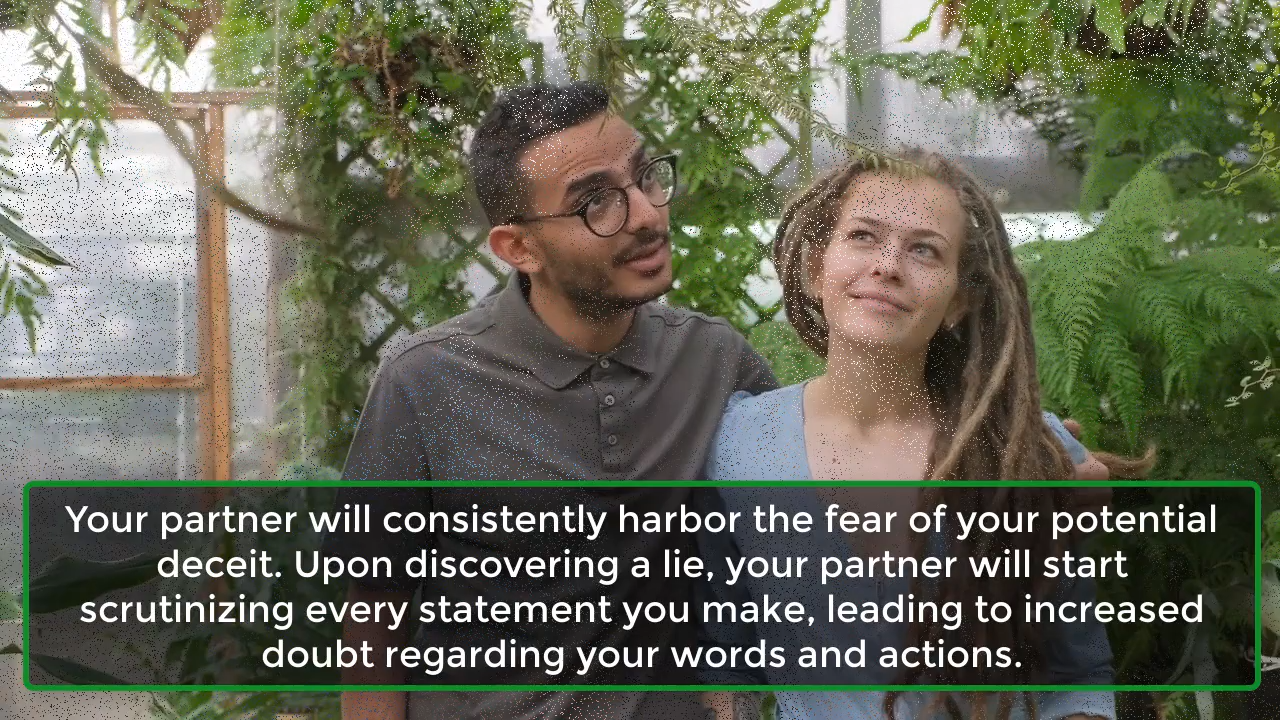 Your partner will consistently harbor the fear of your potential
deceit. Upon discovering a lie, your partner will start
scrutinizing every statement you make, leading to increased
doubt regarding your words and actions.